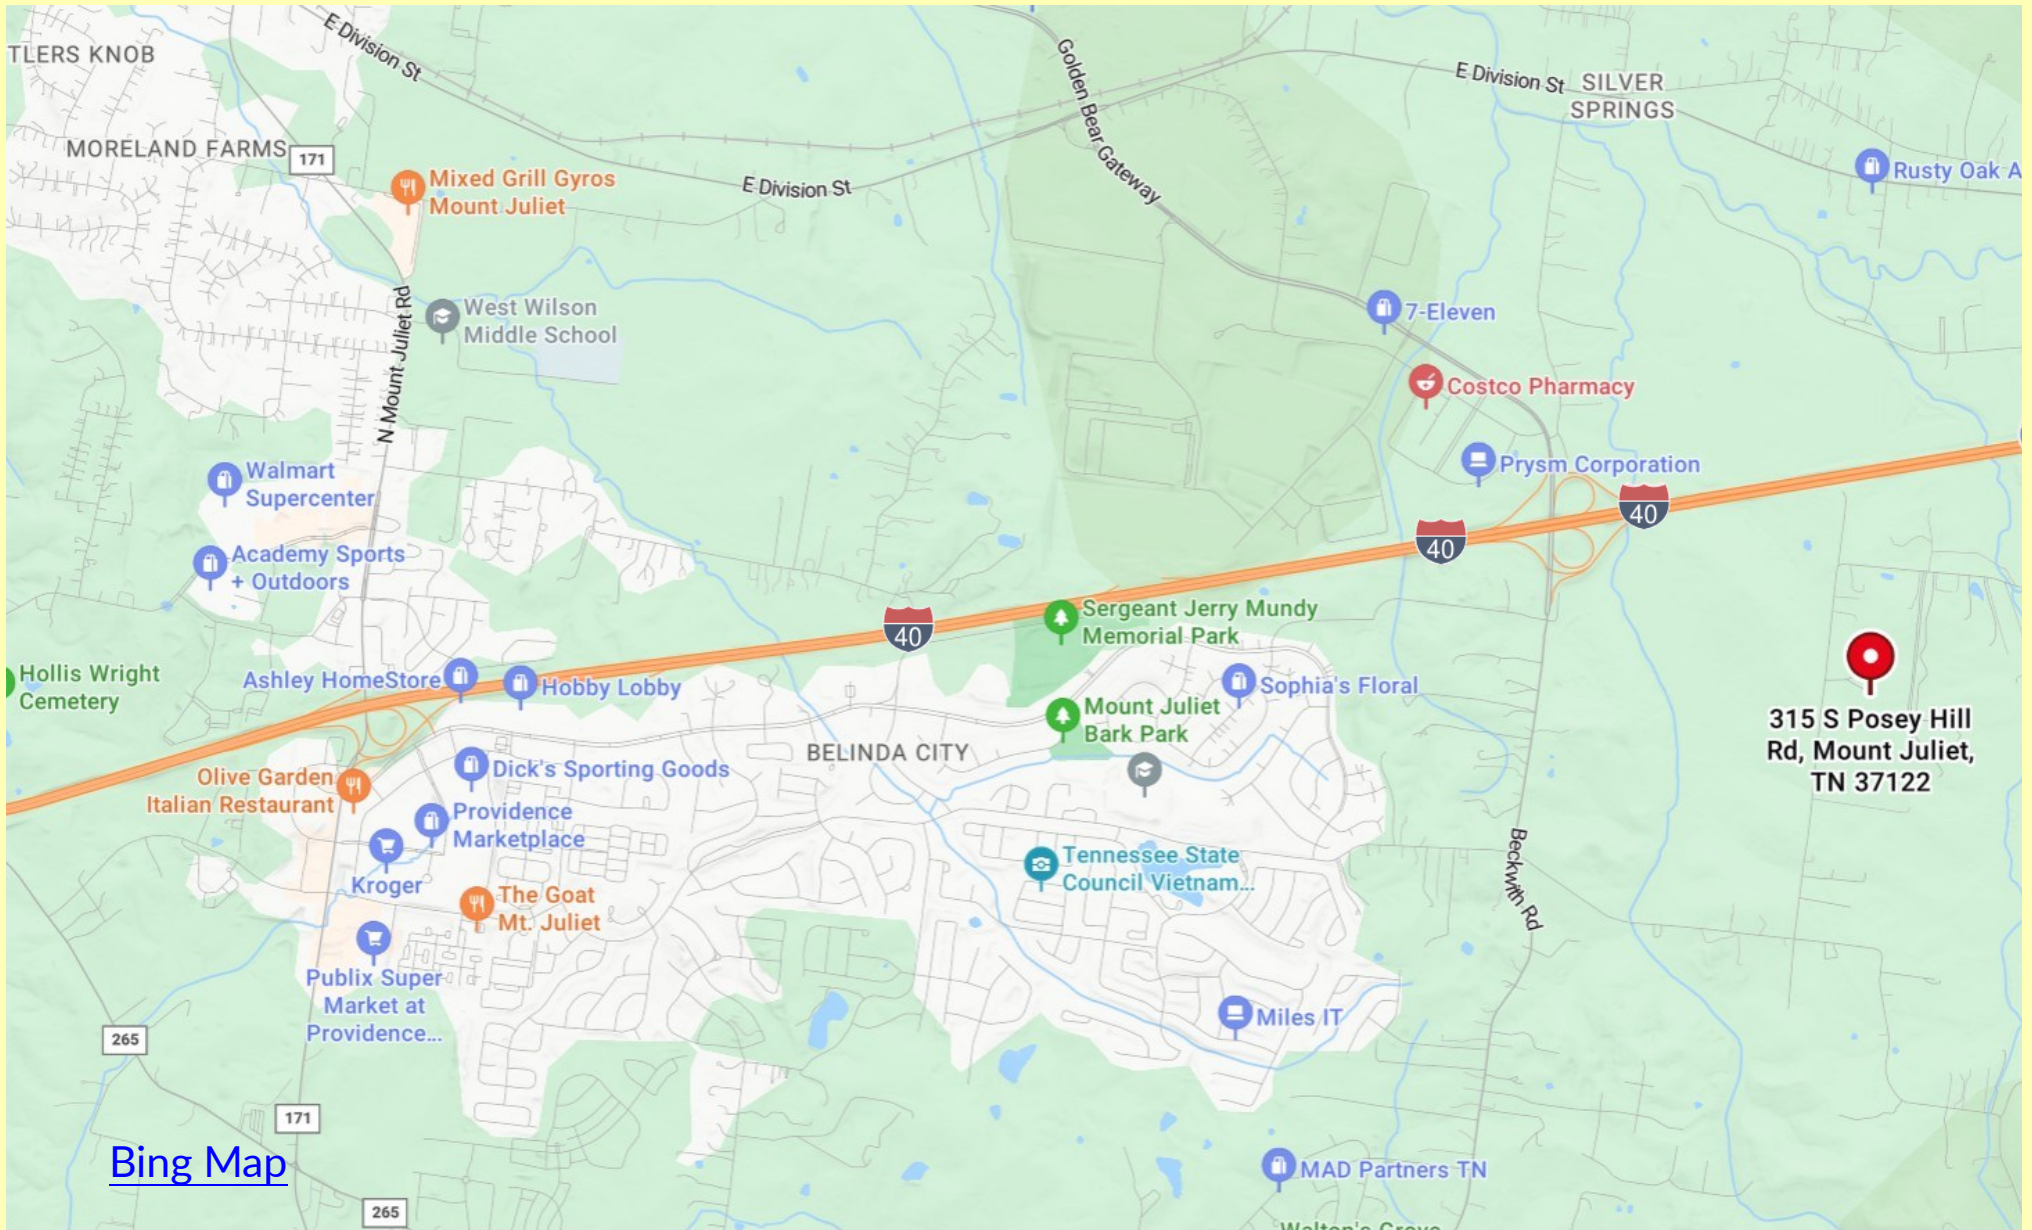 E Division St
TLERS KNOB
Golden Bear Gateway
E Division St
SILVER
SPRINGS
MORELAND FARMS
171
Mixed Grill Gyros
Mount Juliet
E Division St
Rusty Oak A
N Mount Juliet Rd
West Wilson
Middle School
7-Eleven
Costco Pharmacy
Walmart
Supercenter
Prysm Corporation
40
40
Academy Sports
+ Outdoors
40
Sergeant Jerry Mundy
Memorial Park
Hollis Wright
Cemetery
Ashley HomeStore
Hobby Lobby
Sophia's Floral
Mount Juliet
Bark Park
315 S Posey Hill
Rd, Mount Juliet,
TN 37122
BELINDA CITY
Dick's Sporting Goods
Olive Garden
Italian Restaurant
Providence
Marketplace
Kroger
Tennessee State
Council Vietnam...
Beckwith Rd
The Goat
Mt. Juliet
Publix Super
Market at
Providence...
Miles IT
265
171
Bing Map
MAD Partners TN
265
Walton's Grove